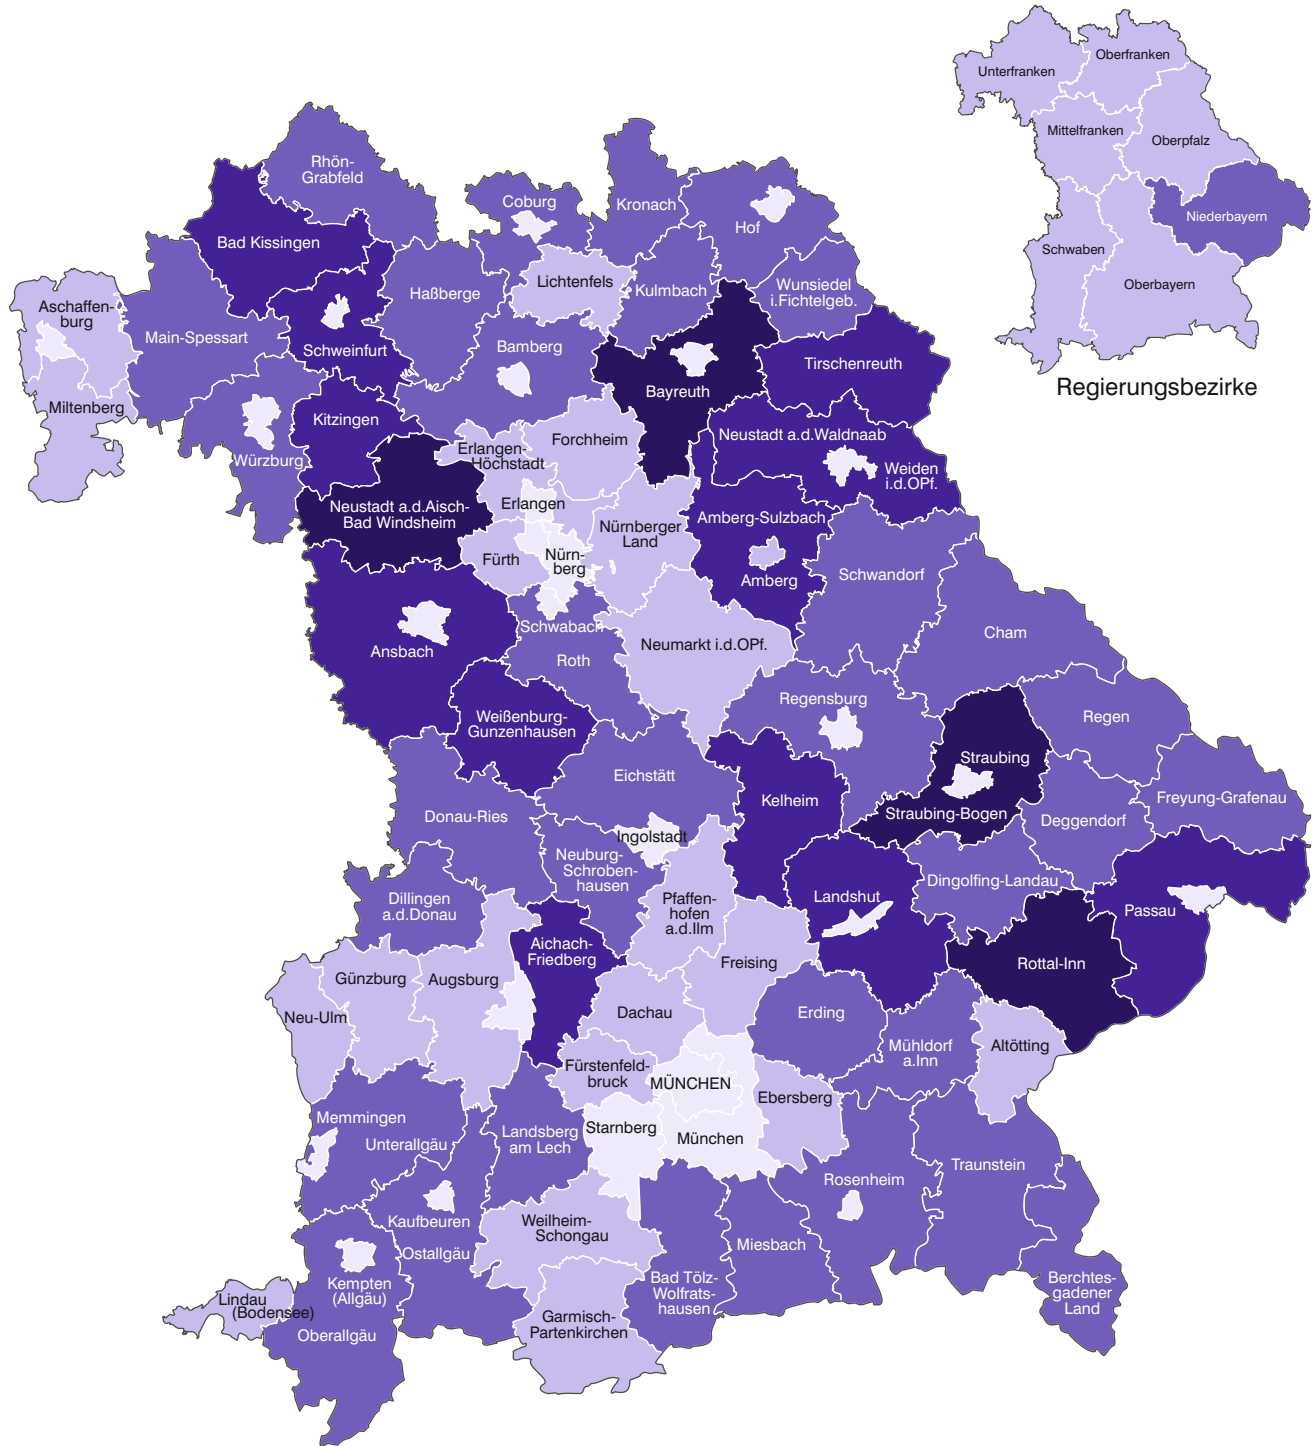 Oberfranken
Unterfranken
Mittelfranken
Oberpfalz
Niederbayern
Schwaben
Oberbayern
Regierungsbezirke
Rhön-
Grabfeld
Coburg
Kronach
Hof
Bad Kissingen
Lichtenfels
Haßberge
Kulmbach
Wunsiedel
i.Fichtelgeb.
Aschaffen-
burg
Main-Spessart
Schweinfurt
Bamberg
Tirschenreuth
Bayreuth
Miltenberg
Kitzingen
Forchheim
Neustadt a.d.Waldnaab
Erlangen-
Höchstadt
Würzburg
Weiden
i.d.OPf.
Erlangen
Neustadt a.d.Aisch-
Bad Windsheim
Nürnberger
Land
Amberg-Sulzbach
Fürth
Nürn-
berg
Amberg
Schwandorf
Schwabach
Cham
Ansbach
Roth
Neumarkt i.d.OPf.
Regensburg
Regen
Weißenburg-
Gunzenhausen
Straubing
Eichstätt
Kelheim
Freyung-Grafenau
Donau-Ries
Straubing-Bogen
Deggendorf
Ingolstadt
Neuburg-
Schroben-
hausen
Dingolfing-Landau
Dillingen
a.d.Donau
Pfaffen-
hofen
a.d.Ilm
Landshut
Passau
Aichach-
Friedberg
Freising
Rottal-Inn
Günzburg
Augsburg
Neu-Ulm
Dachau
Erding
Mühldorf
a.Inn
Altötting
Fürstenfeld-
bruck
MÜNCHEN
Ebersberg
Memmingen
Unterallgäu
Landsberg
am Lech
Starnberg
München
Traunstein
Rosenheim
Kaufbeuren
Weilheim-
Schongau
Miesbach
Ostallgäu
Kempten
(Allgäu)
Bad Tölz-
Wolfrats-
hausen
Berchtes-
gadener
Land
Lindau
(Bodensee)
Garmisch-
Partenkirchen
Oberallgäu